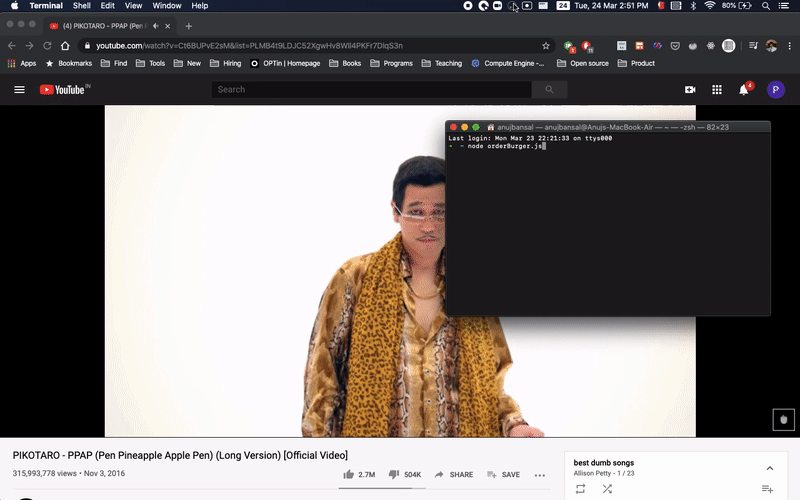 Terminal Shell Edit View Window Help 24 Tue, 24 Mar 2:51 PM 80%
(4) PIKOTARO - PPAP (Pen P
youtube.com/watch?v=Ct6BUPvE2sM&list=PLMB4t9LDJC52XgwHv8WIl4PKFr7DlqS3n
Apps Bookmarks Find Tools New Hiring OPTin | Homepage Books Programs Teaching Compute Engine -... Open source Product
YouTube IN Search 4 P
anujbansal — anujbansal@Anujs-MacBook-Air — ~ — -zsh — 82×23
Last login: Mon Mar 23 22:21:33 on ttys000
~ node orderBurger.js
PIKOTARO - PPAP (Pen Pineapple Apple Pen) (Long Version) [Official Video]
315,993,778 views • Nov 3, 2016
2.7M 504K SHARE SAVE
best dumb songs
Allison Petty - 1 / 23